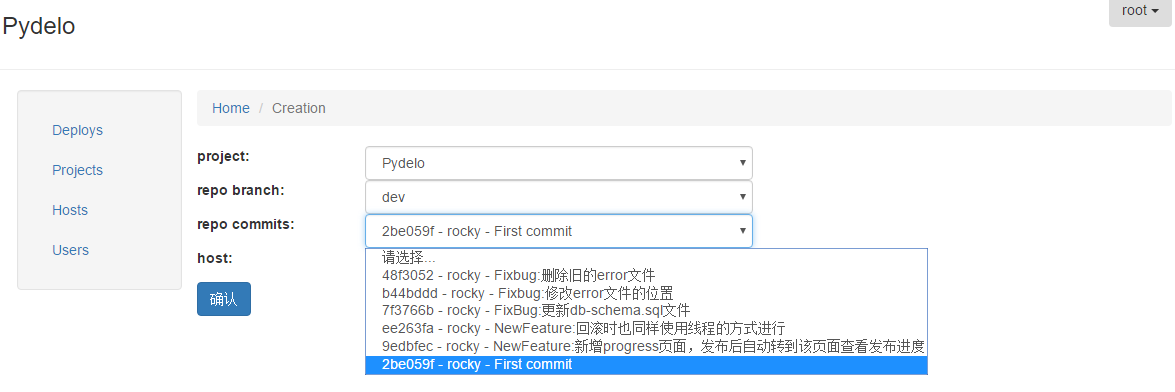 root
Pydelo
Deploys
Projects
Hosts
Users
Home / Creation
project: Pydelo
repo branch: dev
repo commits: 2be059f - rocky - First commit
host:
请选择...
48f3052 - rocky - Fixbug:删除旧的error文件
b44bddd - rocky - Fixbug:修改error文件的位置
7f3766b - rocky - FixBug:更新db-schema.sql文件
ee263fa - rocky - NewFeature:回滚时也同样使用线程的方式进行
9edbfec - rocky - NewFeature:新增progress页面，发布后自动转到该页面查看发布进度
2be059f - rocky - First commit
确认